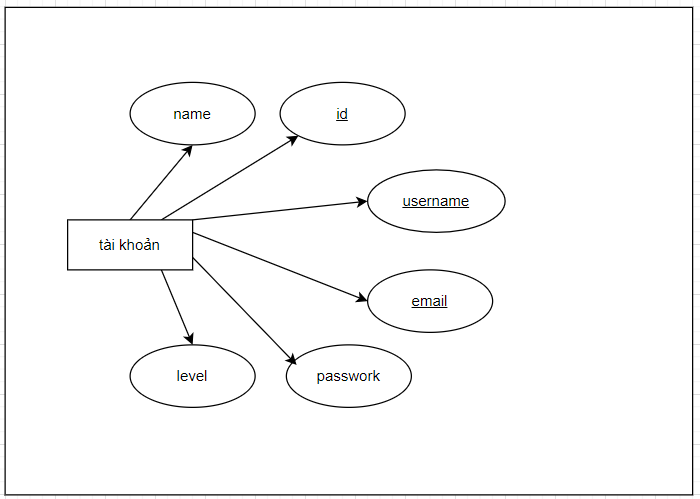 name
id
username
tài khoản
email
level
passwork